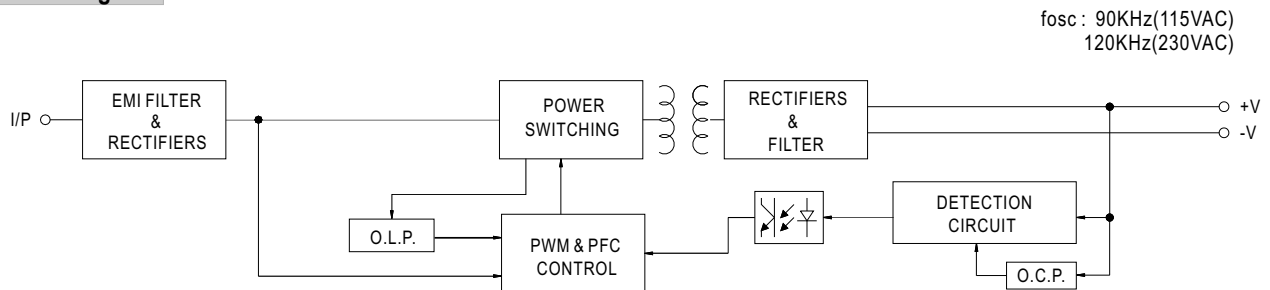 fosc : 90KHz(115VAC)
120KHz(230VAC)
I/P
EMI FILTER
&
RECTIFIERS
POWER
SWITCHING
RECTIFIERS
&
FILTER
+V
-V
O.L.P.
PWM & PFC
CONTROL
DETECTION
CIRCUIT
O.C.P.